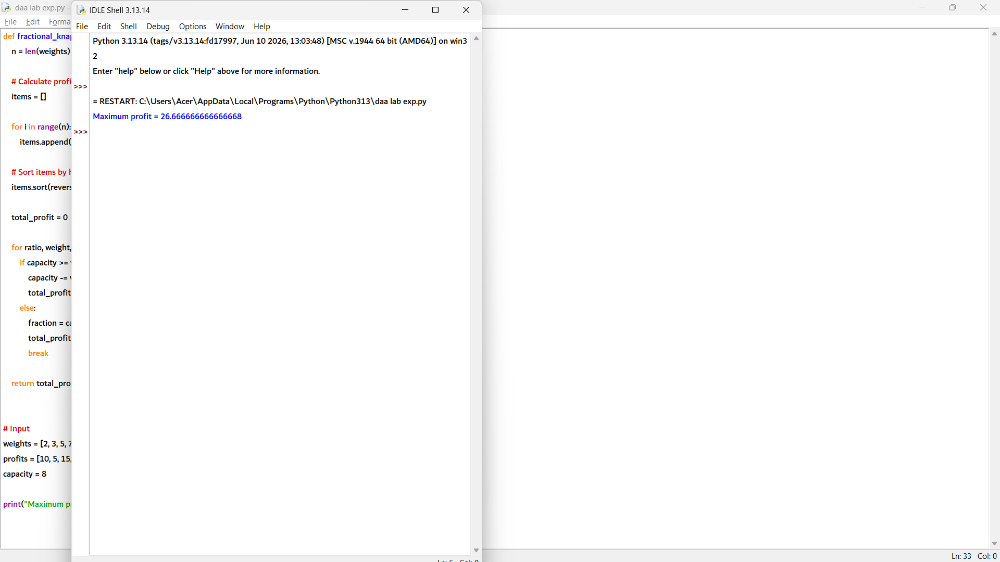 daa lab exp.py -
File Edit Forma
def fractional_knap
n = len(weights)
# Calculate profi
items = []
for i in range(n):
items.append(
# Sort items by h
items.sort(revers
total_profit = 0
for ratio, weight,
if capacity >=
capacity -=
total_profit
else:
fraction = ca
total_profit
break
return total_pro
# Input
weights = [2, 3, 5, 7
profits = [10, 5, 15,
capacity = 8
print("Maximum p
IDLE Shell 3.13.14
File Edit Shell Debug Options Window Help
Python 3.13.14 (tags/v3.13.14:fd17997, Jun 10 2026, 13:03:48) [MSC v.1944 64 bit (AMD64)] on win3
2
Enter "help" below or click "Help" above for more information.
>>>
= RESTART: C:\Users\Acer\AppData\Local\Programs\Python\Python313\daa lab exp.py
Maximum profit = 26.666666666666668
>>>
Ln: 6 Col: 0
Ln: 33 Col: 0